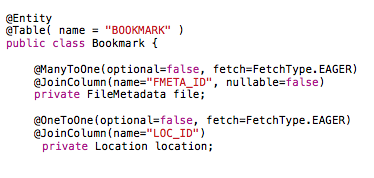 @Entity
@Table( name = "BOOKMARK" )
public class Bookmark {
@ManyToOne(optional=false, fetch=FetchType.EAGER)
@JoinColumn(name="FMETA_ID", nullable=false)
private FileMetadata file;
@OneToOne(optional=false, fetch=FetchType.EAGER)
@JoinColumn(name="LOC_ID")
private Location location;